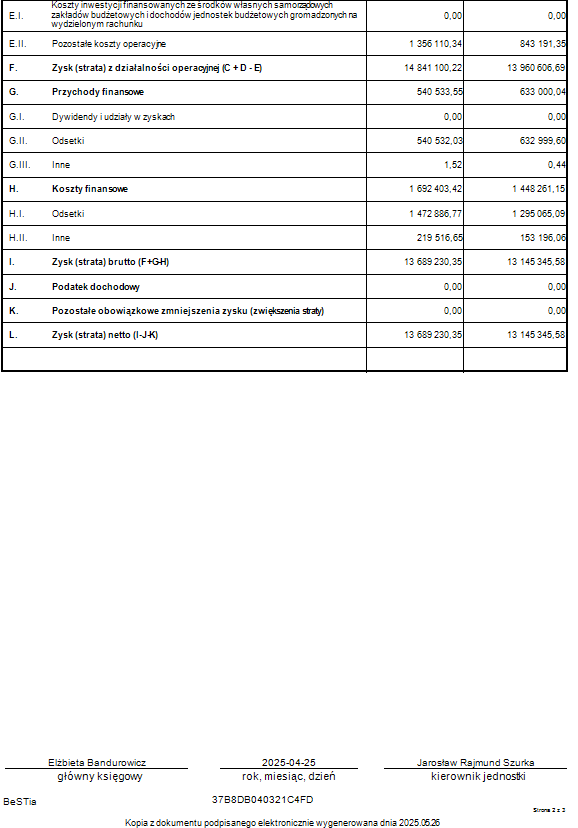 Koszty inwestycji finansowanych ze środków własnych samorządowych
E.I. zakładów budżetowych i dochodów jednostek budżetowych gromadzonych na 0,00 0,00
wydzielonym rachunku
E.II. Pozostałe koszty operacyjne 1 356 110,34 843 191,35
F. Zysk (strata) z działalności operacyjnej (C + D - E) 14 841 100,22 13 960 606,69
G. Przychody finansowe 540 533,55 633 000,04
G.I. Dywidendy i udziały w zyskach 0,00 0,00
G.II. Odsetki 540 532,03 632 999,60
G.III. Inne 1,52 0,44
H. Koszty finansowe 1 692 403,42 1 448 261,15
H.I. Odsetki 1 472 886,77 1 295 065,09
H.II. Inne 219 516,65 153 196,06
I. Zysk (strata) brutto (F+G-H) 13 689 230,35 13 145 345,58
J. Podatek dochodowy 0,00 0,00
K. Pozostałe obowiązkowe zmniejszenia zysku (zwiększenia straty) 0,00 0,00
L. Zysk (strata) netto (I-J-K) 13 689 230,35 13 145 345,58
Elżbieta Bandurowicz 2025-04-25 Jarosław Rajmund Szurka
główny księgowy rok, miesiąc, dzień kierownik jednostki
BeSTia 37B8DB040321C4FD
Strona 2 z 3
Kopia z dokumentu podpisanego elektronicznie wygenerowana dnia 2025.05.26